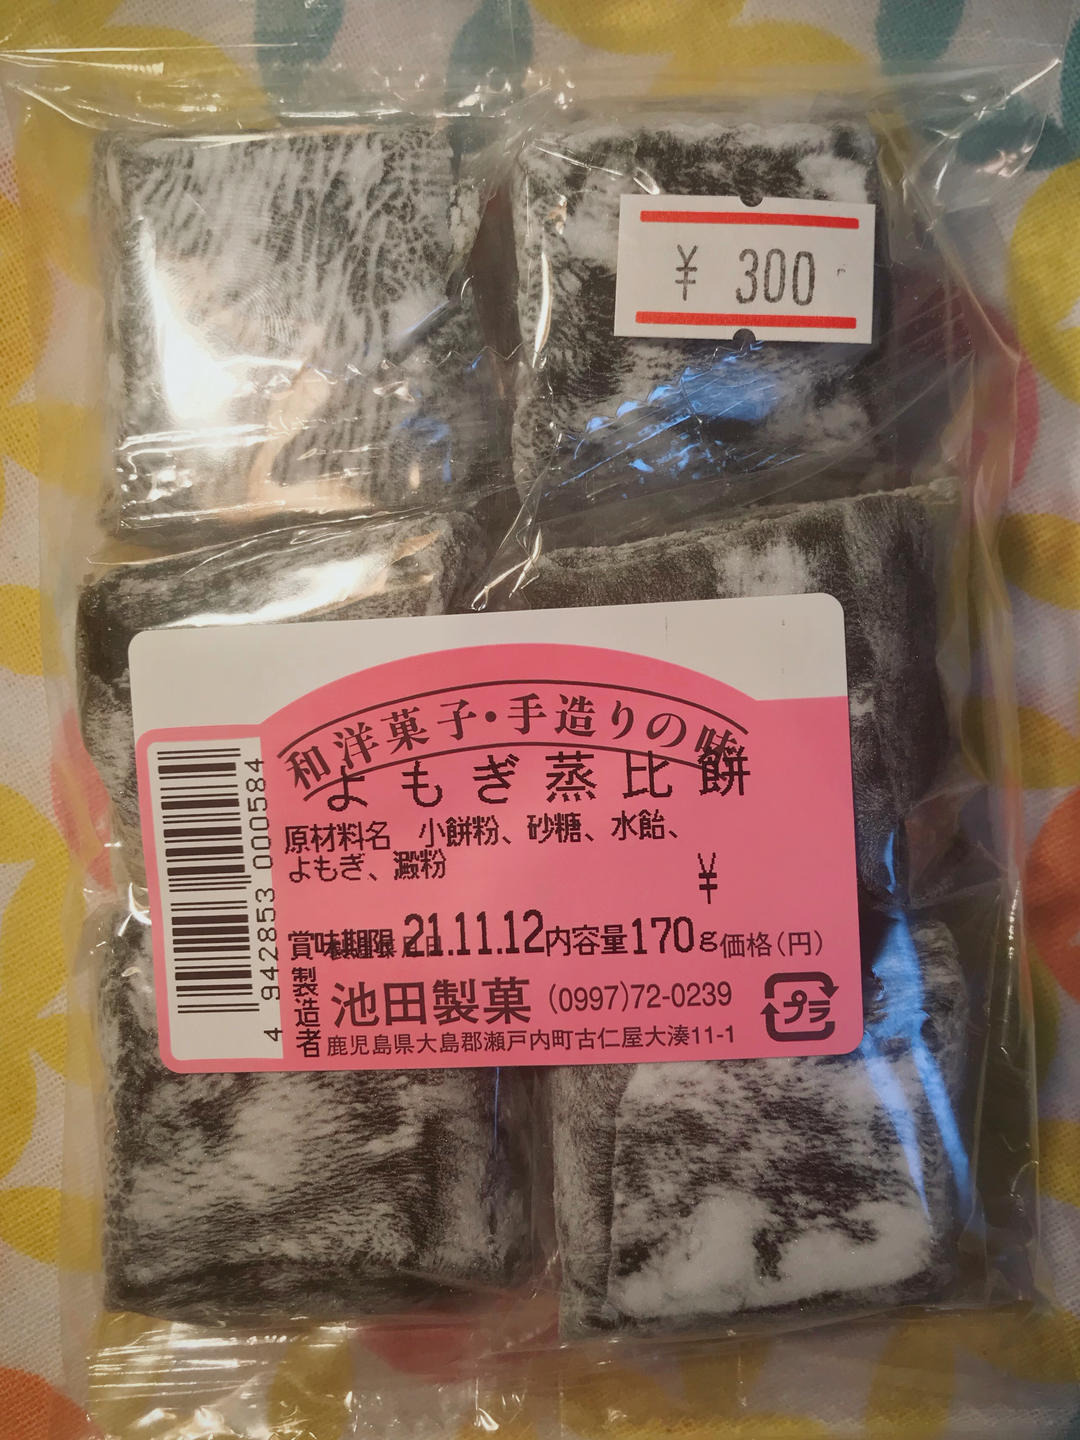 ¥ 300
和洋菓子・手造りの味
よもぎ蒸比餅
原材料名 小餅粉、砂糖、水飴、
よもぎ、澱粉
¥
賞味期限 21.11.12 内容量170g 価格(円)
製造者 池田製菓 (0997)72-0239
鹿児島県大島郡瀬戸内町古仁屋大湊11-1
プラ
4 942853 000584